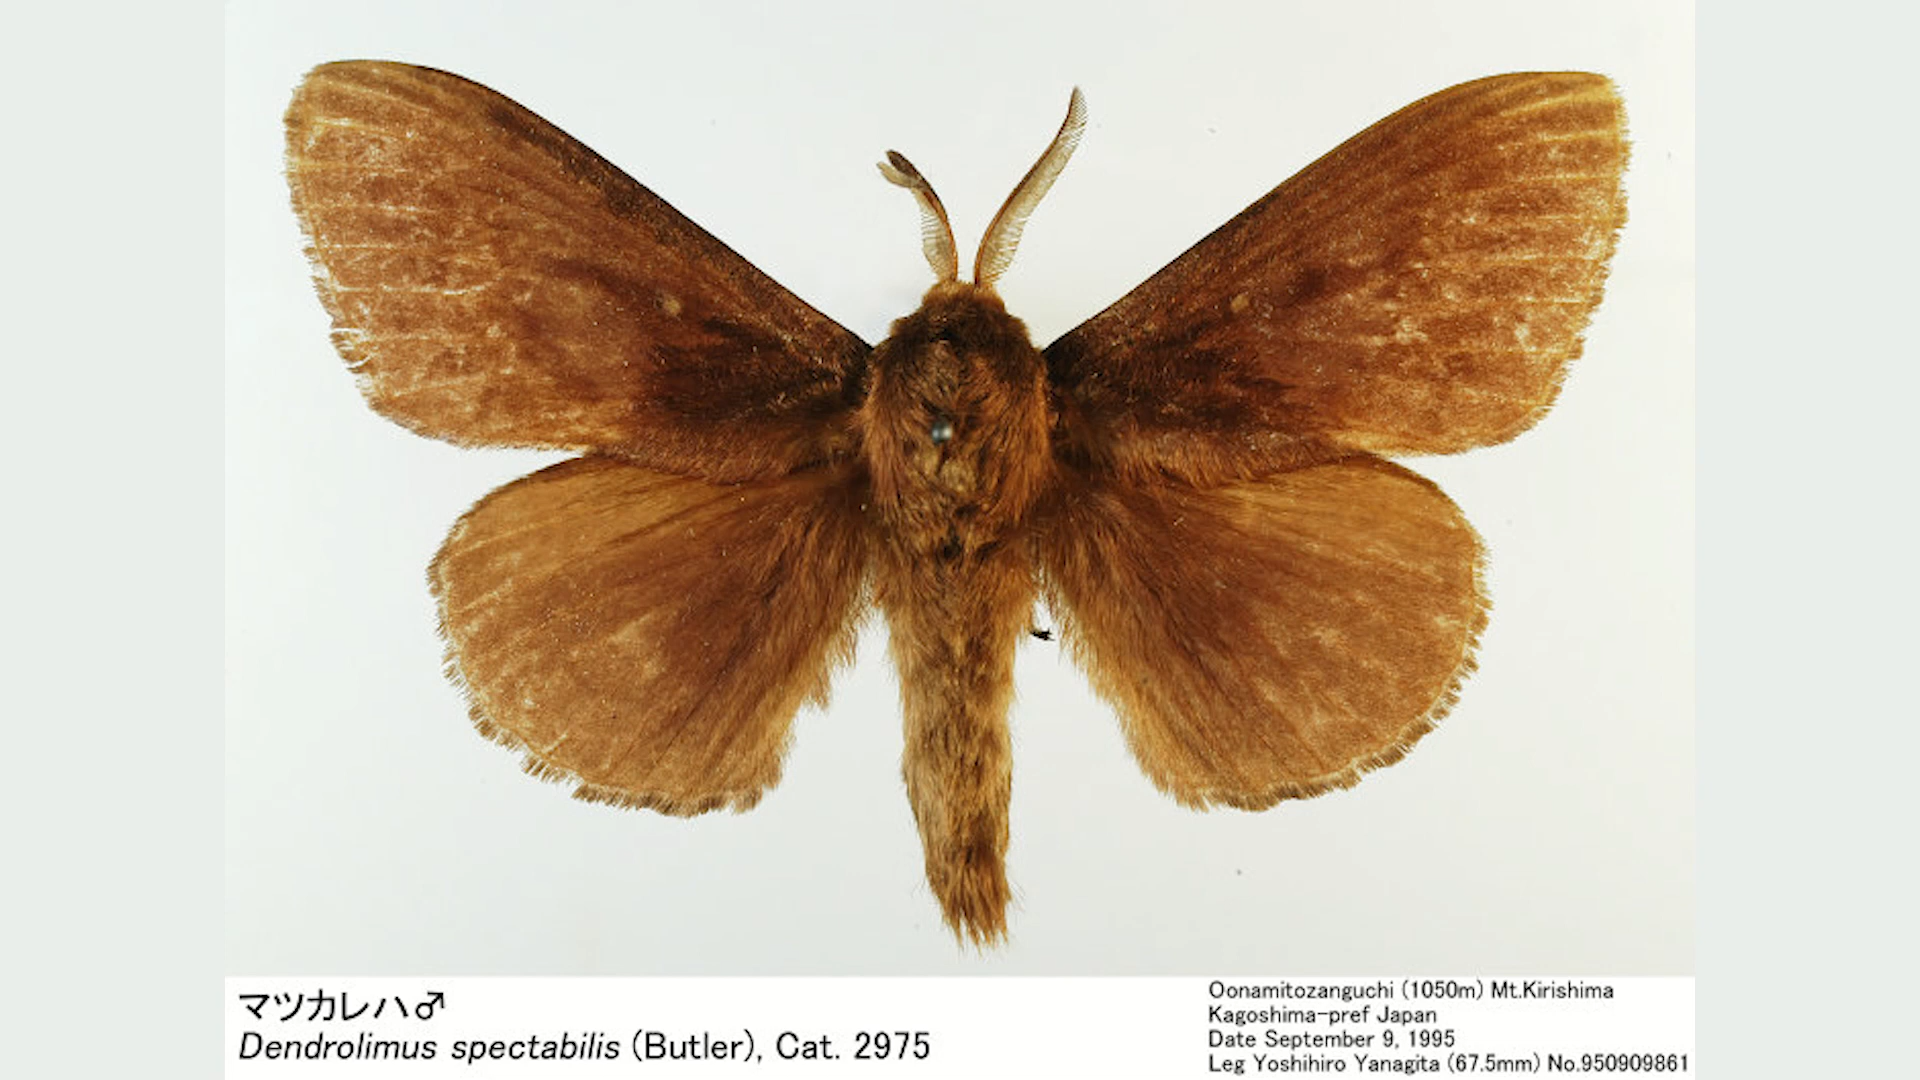 マツカレハ♂
Dendrolimus spectabilis (Butler), Cat. 2975
Oonamitozanguchi (1050m) Mt.Kirishima
Kagoshima-pref Japan
Date September 9, 1995
Leg Yoshihiro Yanagita (67.5mm) No.950909861